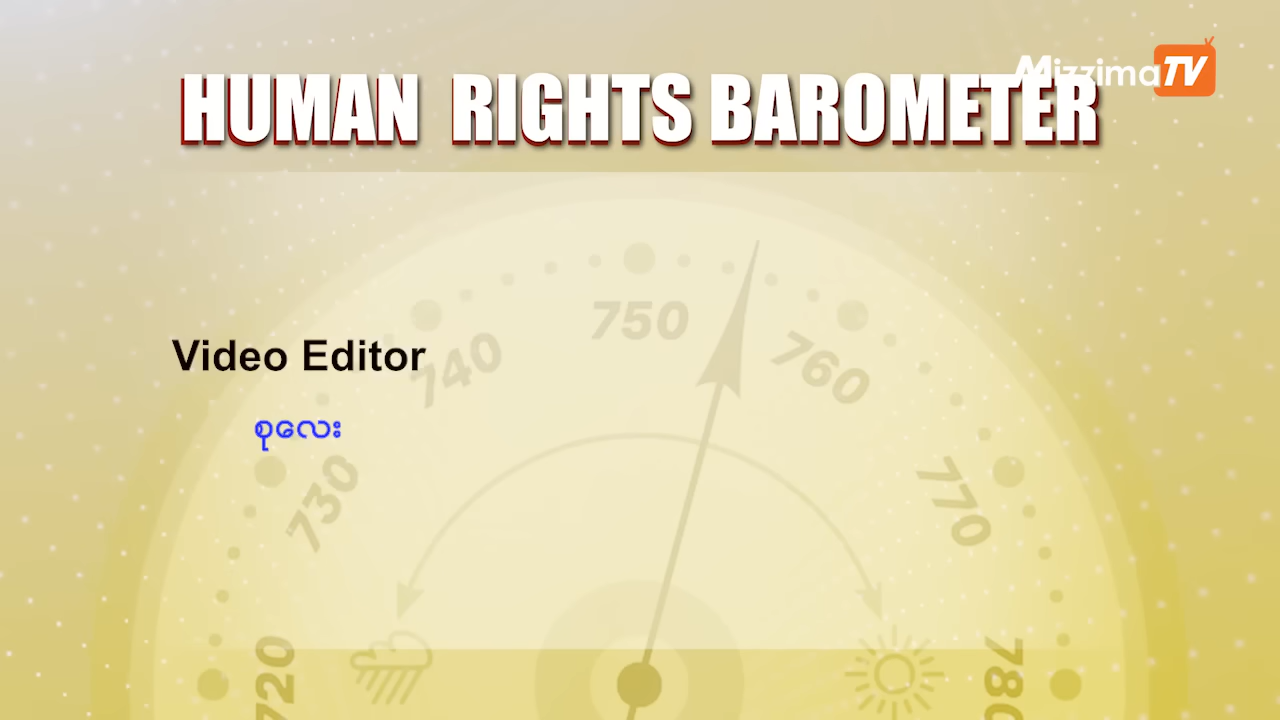 MizzimaTV
HUMAN RIGHTS BAROMETER
750
740
760
Video Editor
စုလေး
730
770
720
780